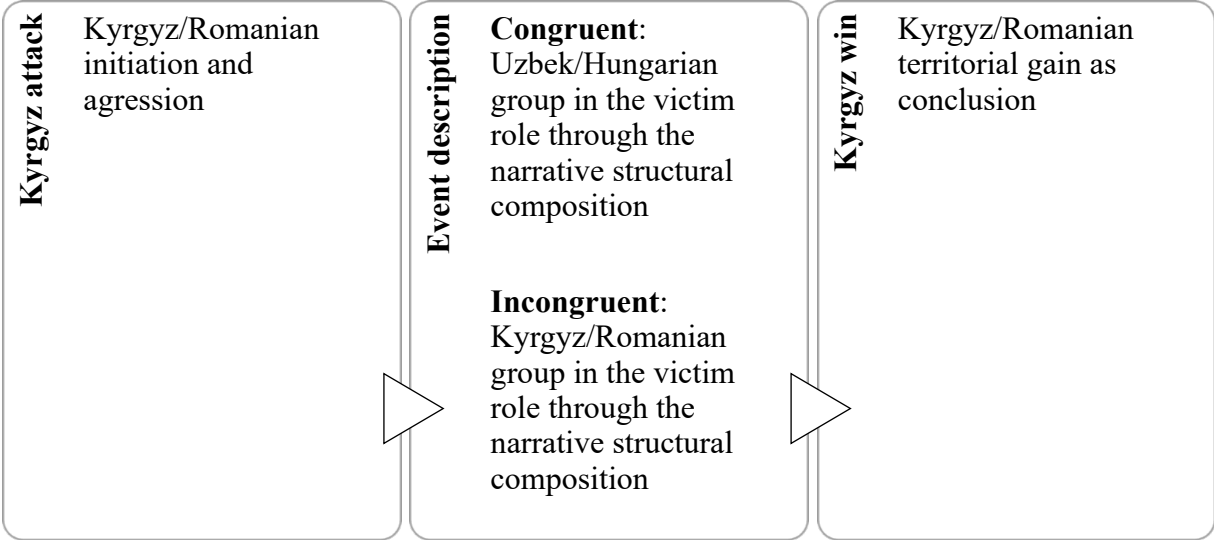 Kyrgyz attack
Kyrgyz/Romanian
initiation and
agression
Event description
Congruent:
Uzbek/Hungarian
group in the victim
role through the
narrative structural
composition
Incongruent:
Kyrgyz/Romanian
group in the victim
role through the
narrative structural
composition
Kyrgyz win
Kyrgyz/Romanian
territorial gain as
conclusion